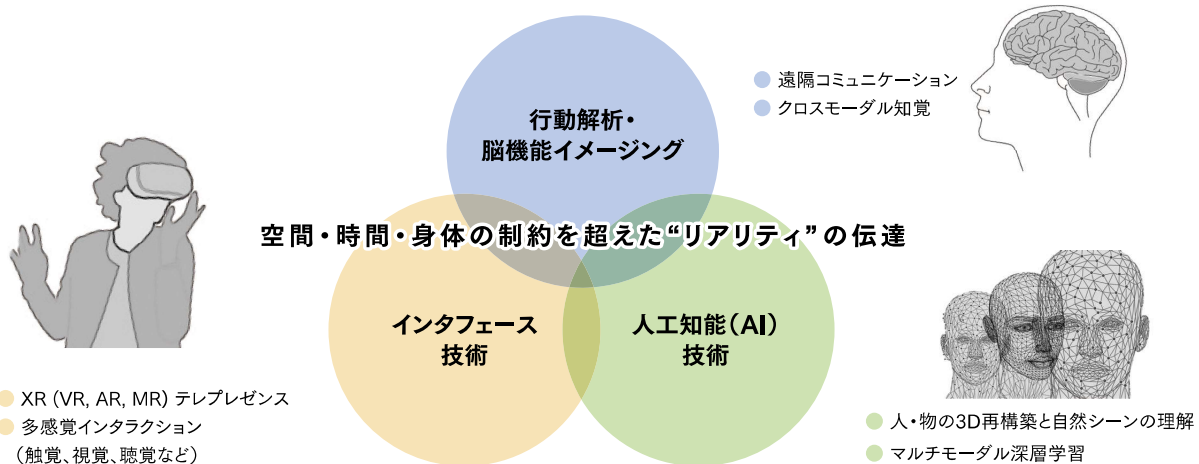 行動解析・
脳機能イメージング
遠隔コミュニケーション
クロスモーダル知覚
空間・時間・身体の制約を超えた“リアリティ”の伝達
インタフェース
技術
人工知能（AI）
技術
XR (VR, AR, MR) テレプレゼンス
多感覚インタラクション
（触覚、視覚、聴覚など）
人・物の3D再構築と自然シーンの理解
マルチモーダル深層学習